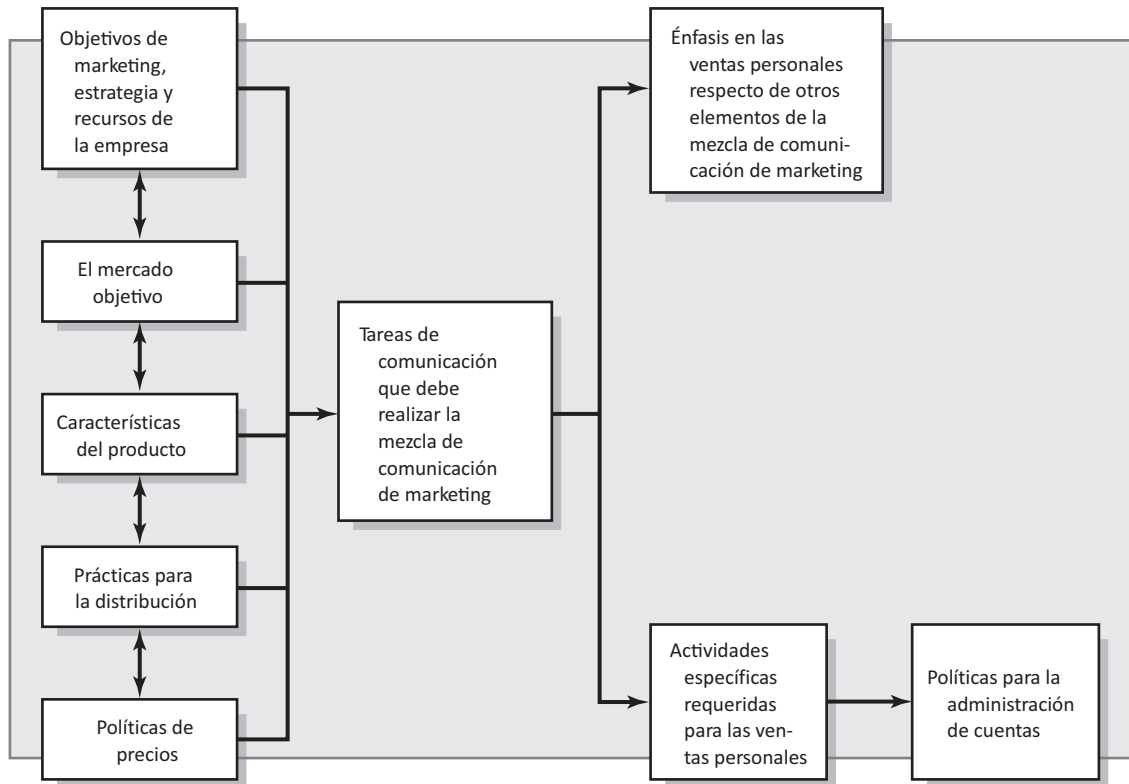 Objetivos de
marketing,
estrategia y
recursos de
la empresa
El mercado
objetivo
Características
del producto
Prácticas para
la distribución
Políticas de
precios
Tareas de
comunicación
que debe
realizar la
mezcla de
comunicación
de marketing
Énfasis en las
ventas personales
respecto de otros
elementos de la
mezcla de comuni-
cación de marketing
Actividades
específicas
requeridas
para las ven-
tas personales
Políticas para la
administración
de cuentas